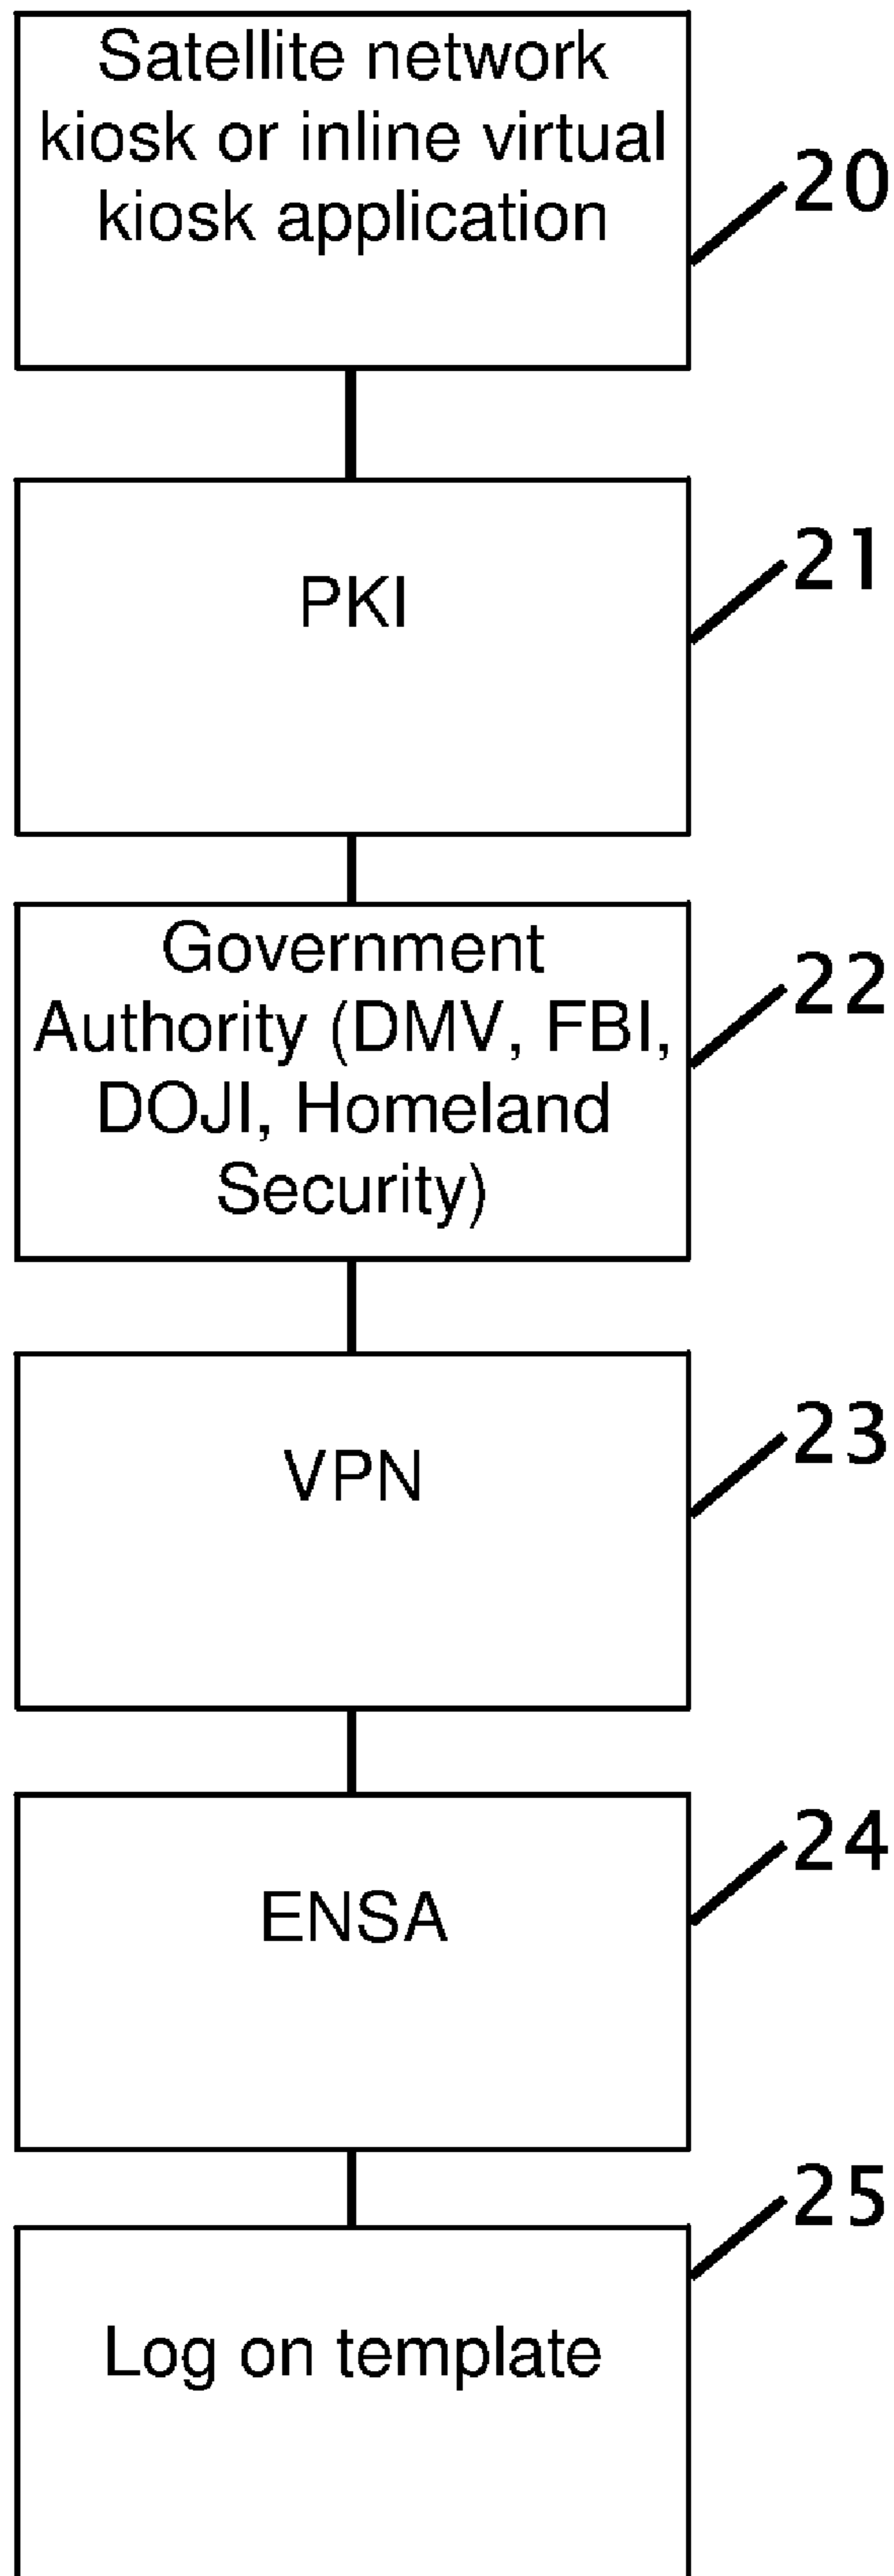 Satellite network
kiosk or inline virtual
kiosk application
20
PKI
21
Government
Authority (DMV, FBI,
DOJI, Homeland
Security)
22
VPN
23
ENSA
24
Log on template
25